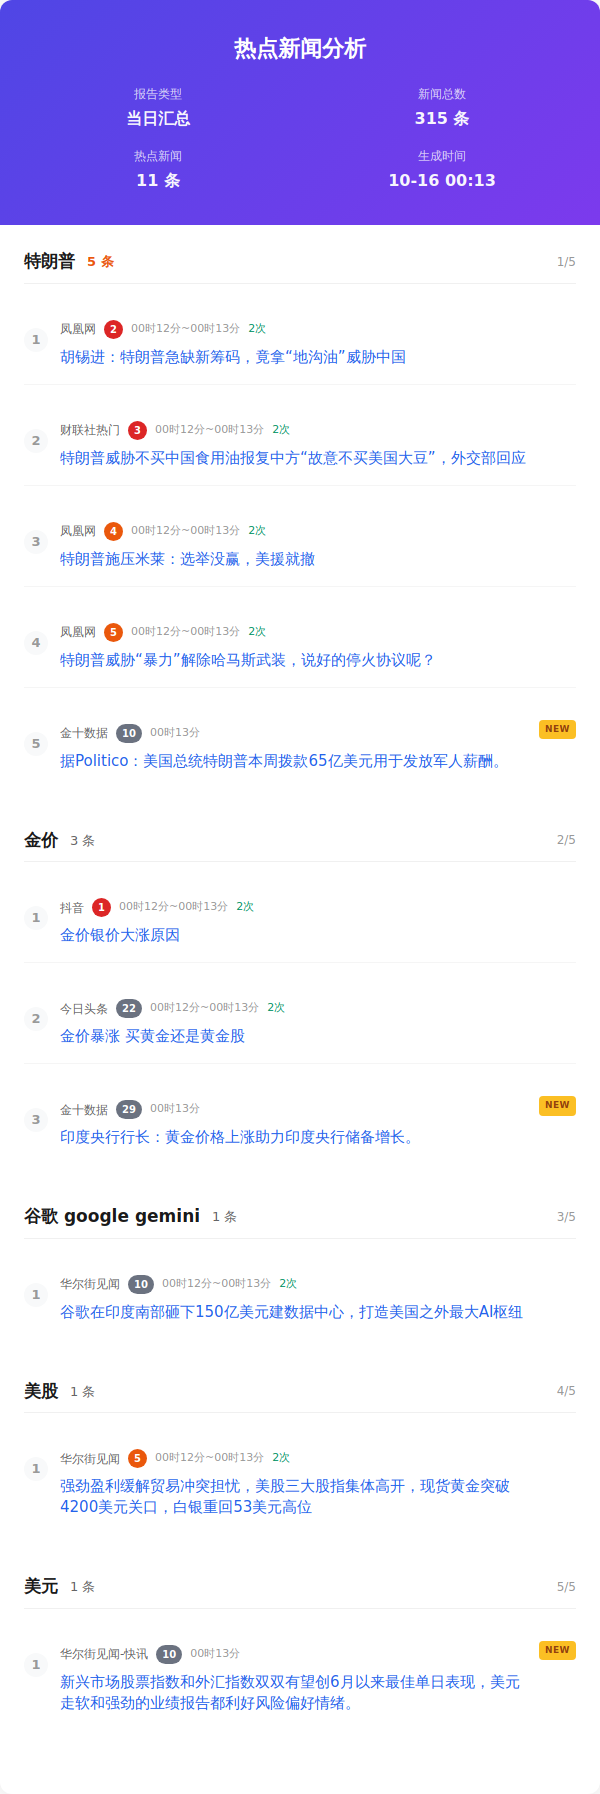 热点新闻分析
报告类型
当日汇总
新闻总数
315 条
热点新闻
11 条
生成时间
10-16 00:13
特朗普 5 条 1/5
1
凤凰网 2 00时12分~00时13分 2次
胡锡进：特朗普急缺新筹码，竟拿“地沟油”威胁中国
2
财联社热门 3 00时12分~00时13分 2次
特朗普威胁不买中国食用油报复中方“故意不买美国大豆”，外交部回应
3
凤凰网 4 00时12分~00时13分 2次
特朗普施压米莱：选举没赢，美援就撤
4
凤凰网 5 00时12分~00时13分 2次
特朗普威胁“暴力”解除哈马斯武装，说好的停火协议呢？
5
金十数据 10 00时13分 NEW
据Politico：美国总统特朗普本周拨款65亿美元用于发放军人薪酬。
金价 3 条 2/5
1
抖音 1 00时12分~00时13分 2次
金价银价大涨原因
2
今日头条 22 00时12分~00时13分 2次
金价暴涨 买黄金还是黄金股
3
金十数据 29 00时13分 NEW
印度央行行长：黄金价格上涨助力印度央行储备增长。
谷歌 google gemini 1 条 3/5
1
华尔街见闻 10 00时12分~00时13分 2次
谷歌在印度南部砸下150亿美元建数据中心，打造美国之外最大AI枢纽
美股 1 条 4/5
1
华尔街见闻 5 00时12分~00时13分 2次
强劲盈利缓解贸易冲突担忧，美股三大股指集体高开，现货黄金突破
4200美元关口，白银重回53美元高位
美元 1 条 5/5
1
华尔街见闻-快讯 10 00时13分 NEW
新兴市场股票指数和外汇指数双双有望创6月以来最佳单日表现，美元
走软和强劲的业绩报告都利好风险偏好情绪。